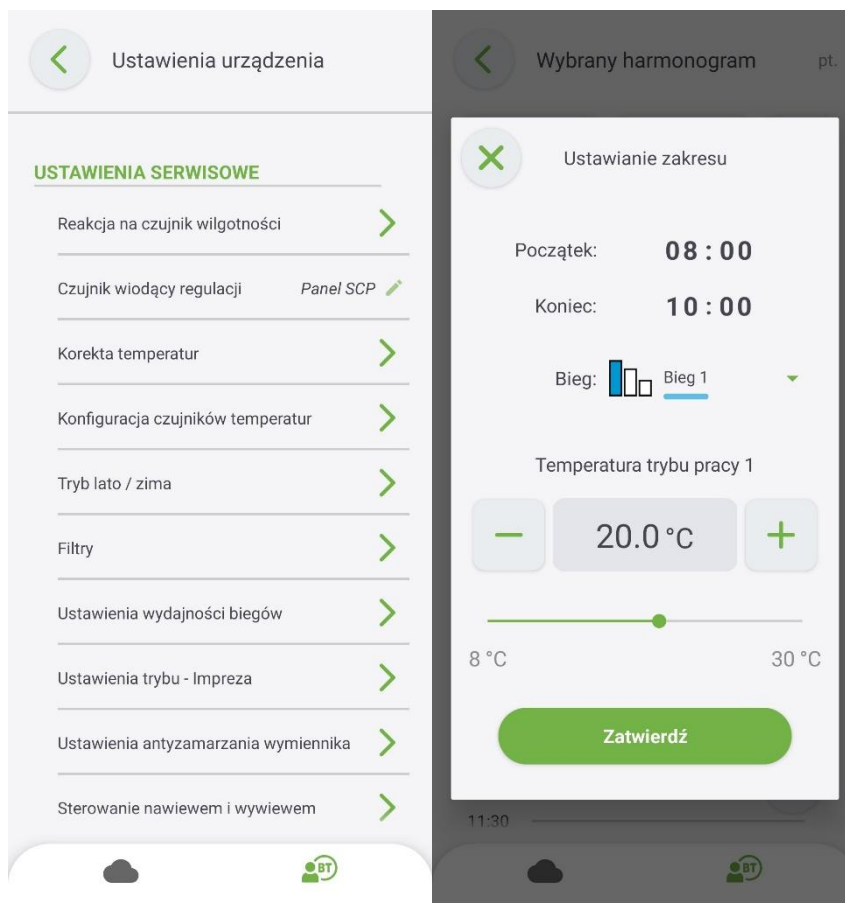 Ustawienia urządzenia
USTAWIENIA SERWISOWE
Reakcja na czujnik wilgotności
Czujnik wiodący regulacji Panel SCP
Korekta temperatur
Konfiguracja czujników temperatur
Tryb lato / zima
Filtry
Ustawienia wydajności biegów
Ustawienia trybu - Impreza
Ustawienia antyzamarzania wymiennika
Sterowanie nawiewem i wywiewem
BT
Wybrany harmonogram pt.
Ustawianie zakresu
Początek: 08 : 00
Koniec: 10 : 00
Bieg: Bieg 1
Temperatura trybu pracy 1
20.0 °C
8 °C 30 °C
Zatwierdź
11:30
BT